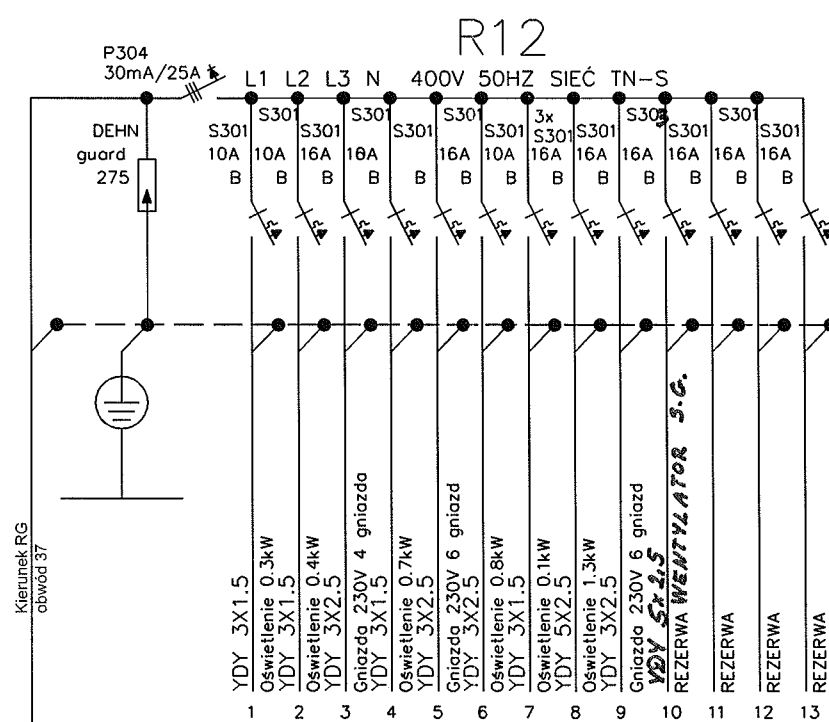 R12
P304
30mA/25A
L1 L2 L3 N 400V 50HZ SIEĆ TN-S
DEHN
guard
275
S301
10A
B
S301
10A
B
S301
16A
B
S301
10A
B
S301
B
S301
16A
B
S301
10A
B
3x
S301
16A
B
S301
16A
B
S303
16A
B
S301
16A
B
S301
16A
B
S301
16A
B
Kierunek RG
obwód 37
YDY 3X1.5
Oświetlenie 0.3kW
YDY 3X1.5
Oświetlenie 0.4kW
YDY 3X2.5
Gniazda 230V 4 gniazda
YDY 3X1.5
Oświetlenie 0.7kW
YDY 3X2.5
Gniazda 230V 6 gniazd
YDY 3X2.5
Oświetlenie 0.8kW
YDY 3X1.5
Oświetlenie 0.1kW
YDY 5X2.5
Oświetlenie 1.3kW
YDY 3X2.5
Gniazda 230V 6 gniazd
YDY 5x2,5
REZERWA WENTYLATOR S.G.
REZERWA
REZERWA
REZERWA
1 2 3 4 5 6 7 8 9 10 11 12 13